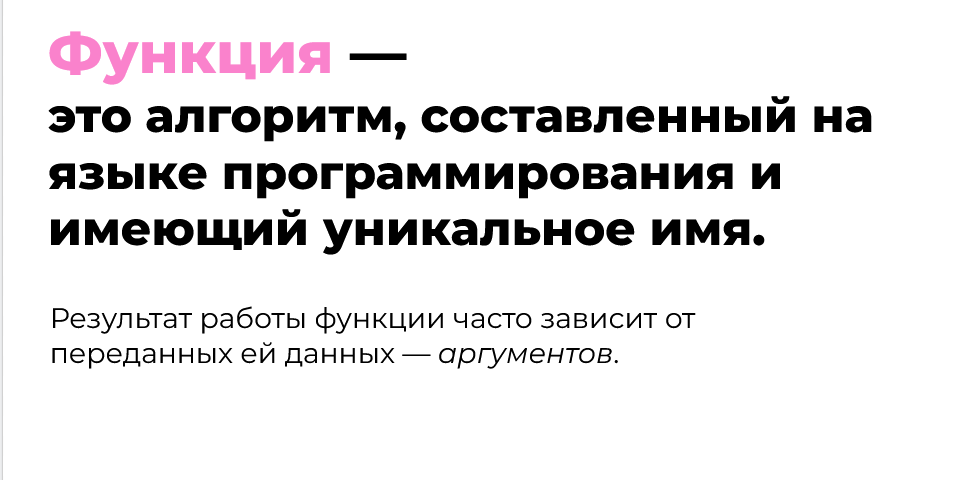 Функция —
это алгоритм, составленный на
языке программирования и
имеющий уникальное имя.
Результат работы функции часто зависит от
переданных ей данных — аргументов.